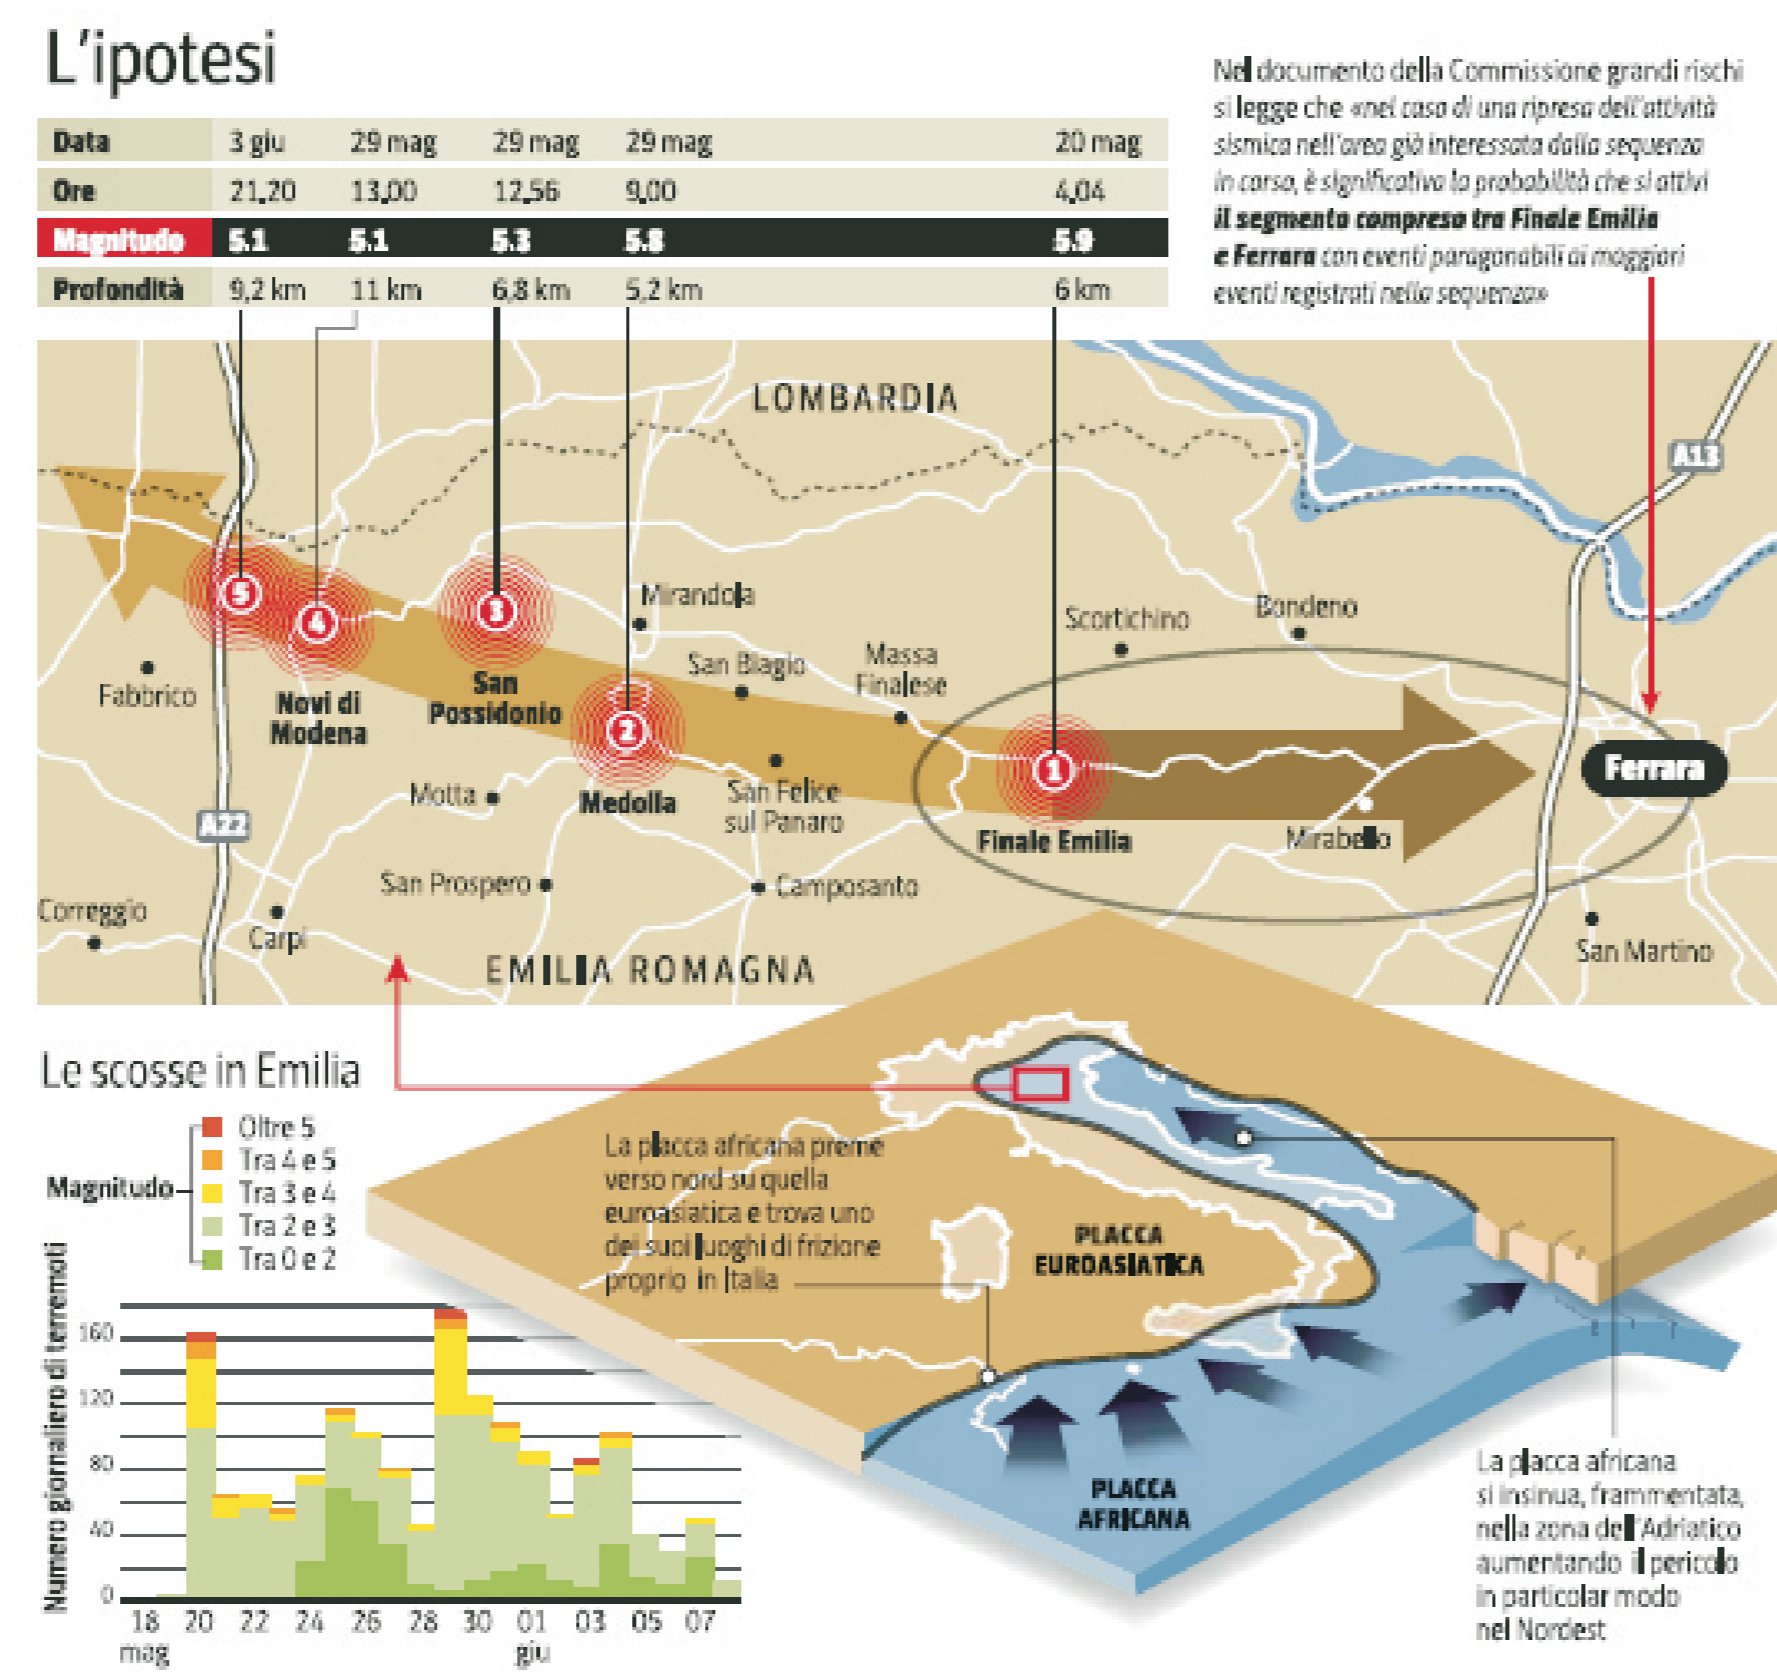 L'ipotesi
Data 3 giu 29 mag 29 mag 29 mag 20 mag
Ore 21,20 13,00 12,56 9,00 4,04
Magnitudo 5.1 5.1 5.3 5.8 5.9
Profondità 9,2 km 11 km 6,8 km 5,2 km 6 km
Nel documento della Commissione grandi rischi
si legge che «nel caso di una ripresa dell'attività
sismica nell'area già interessata dalla sequenza
in corso, è significativa la probabilità che si attivi
il segmento compreso tra Finale Emilia
e Ferrara con eventi paragonabili ai maggiori
eventi registrati nella sequenza»
LOMBARDIA
A13
5
4
3
Mirandola
Scortichino
Bondeno
Fabbrico
Novi di
Modena
San
Possidonio
2
San Biagio
Massa
Finalese
1
Ferrara
Motta
Medolla
San Felice
sul Panaro
A22
Finale Emilia
Mirabello
San Prospero
Camposanto
Correggio
Carpi
San Martino
EMILIA ROMAGNA
Le scosse in Emilia
Magnitudo
Oltre 5
Tra 4 e 5
Tra 3 e 4
Tra 2 e 3
Tra 0 e 2
Numero giornaliero di terremoti
160
120
80
40
0
18 20 22 24 26 28 30 01 03 05 07
mag giu
La placca africana preme
verso nord su quella
euroasiatica e trova uno
dei suoi luoghi di frizione
proprio in Italia
PLACCA
EUROASIATICA
PLACCA
AFRICANA
La placca africana
si insinua, frammentata,
nella zona dell'Adriatico
aumentando il pericolo
in particolar modo
nel Nordest